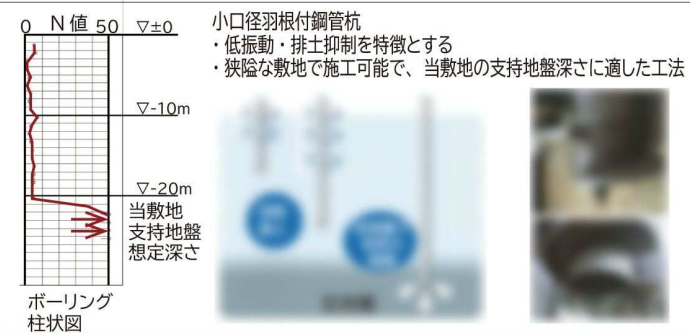 0 N値 50
▽±0
▽-10m
▽-20m
当敷地
支持地盤
想定深さ
ボーリング
柱状図
小口径羽根付鋼管杭
・低振動・排土抑制を特徴とする
・狭隘な敷地で施工可能で、当敷地の支持地盤深さに適した工法